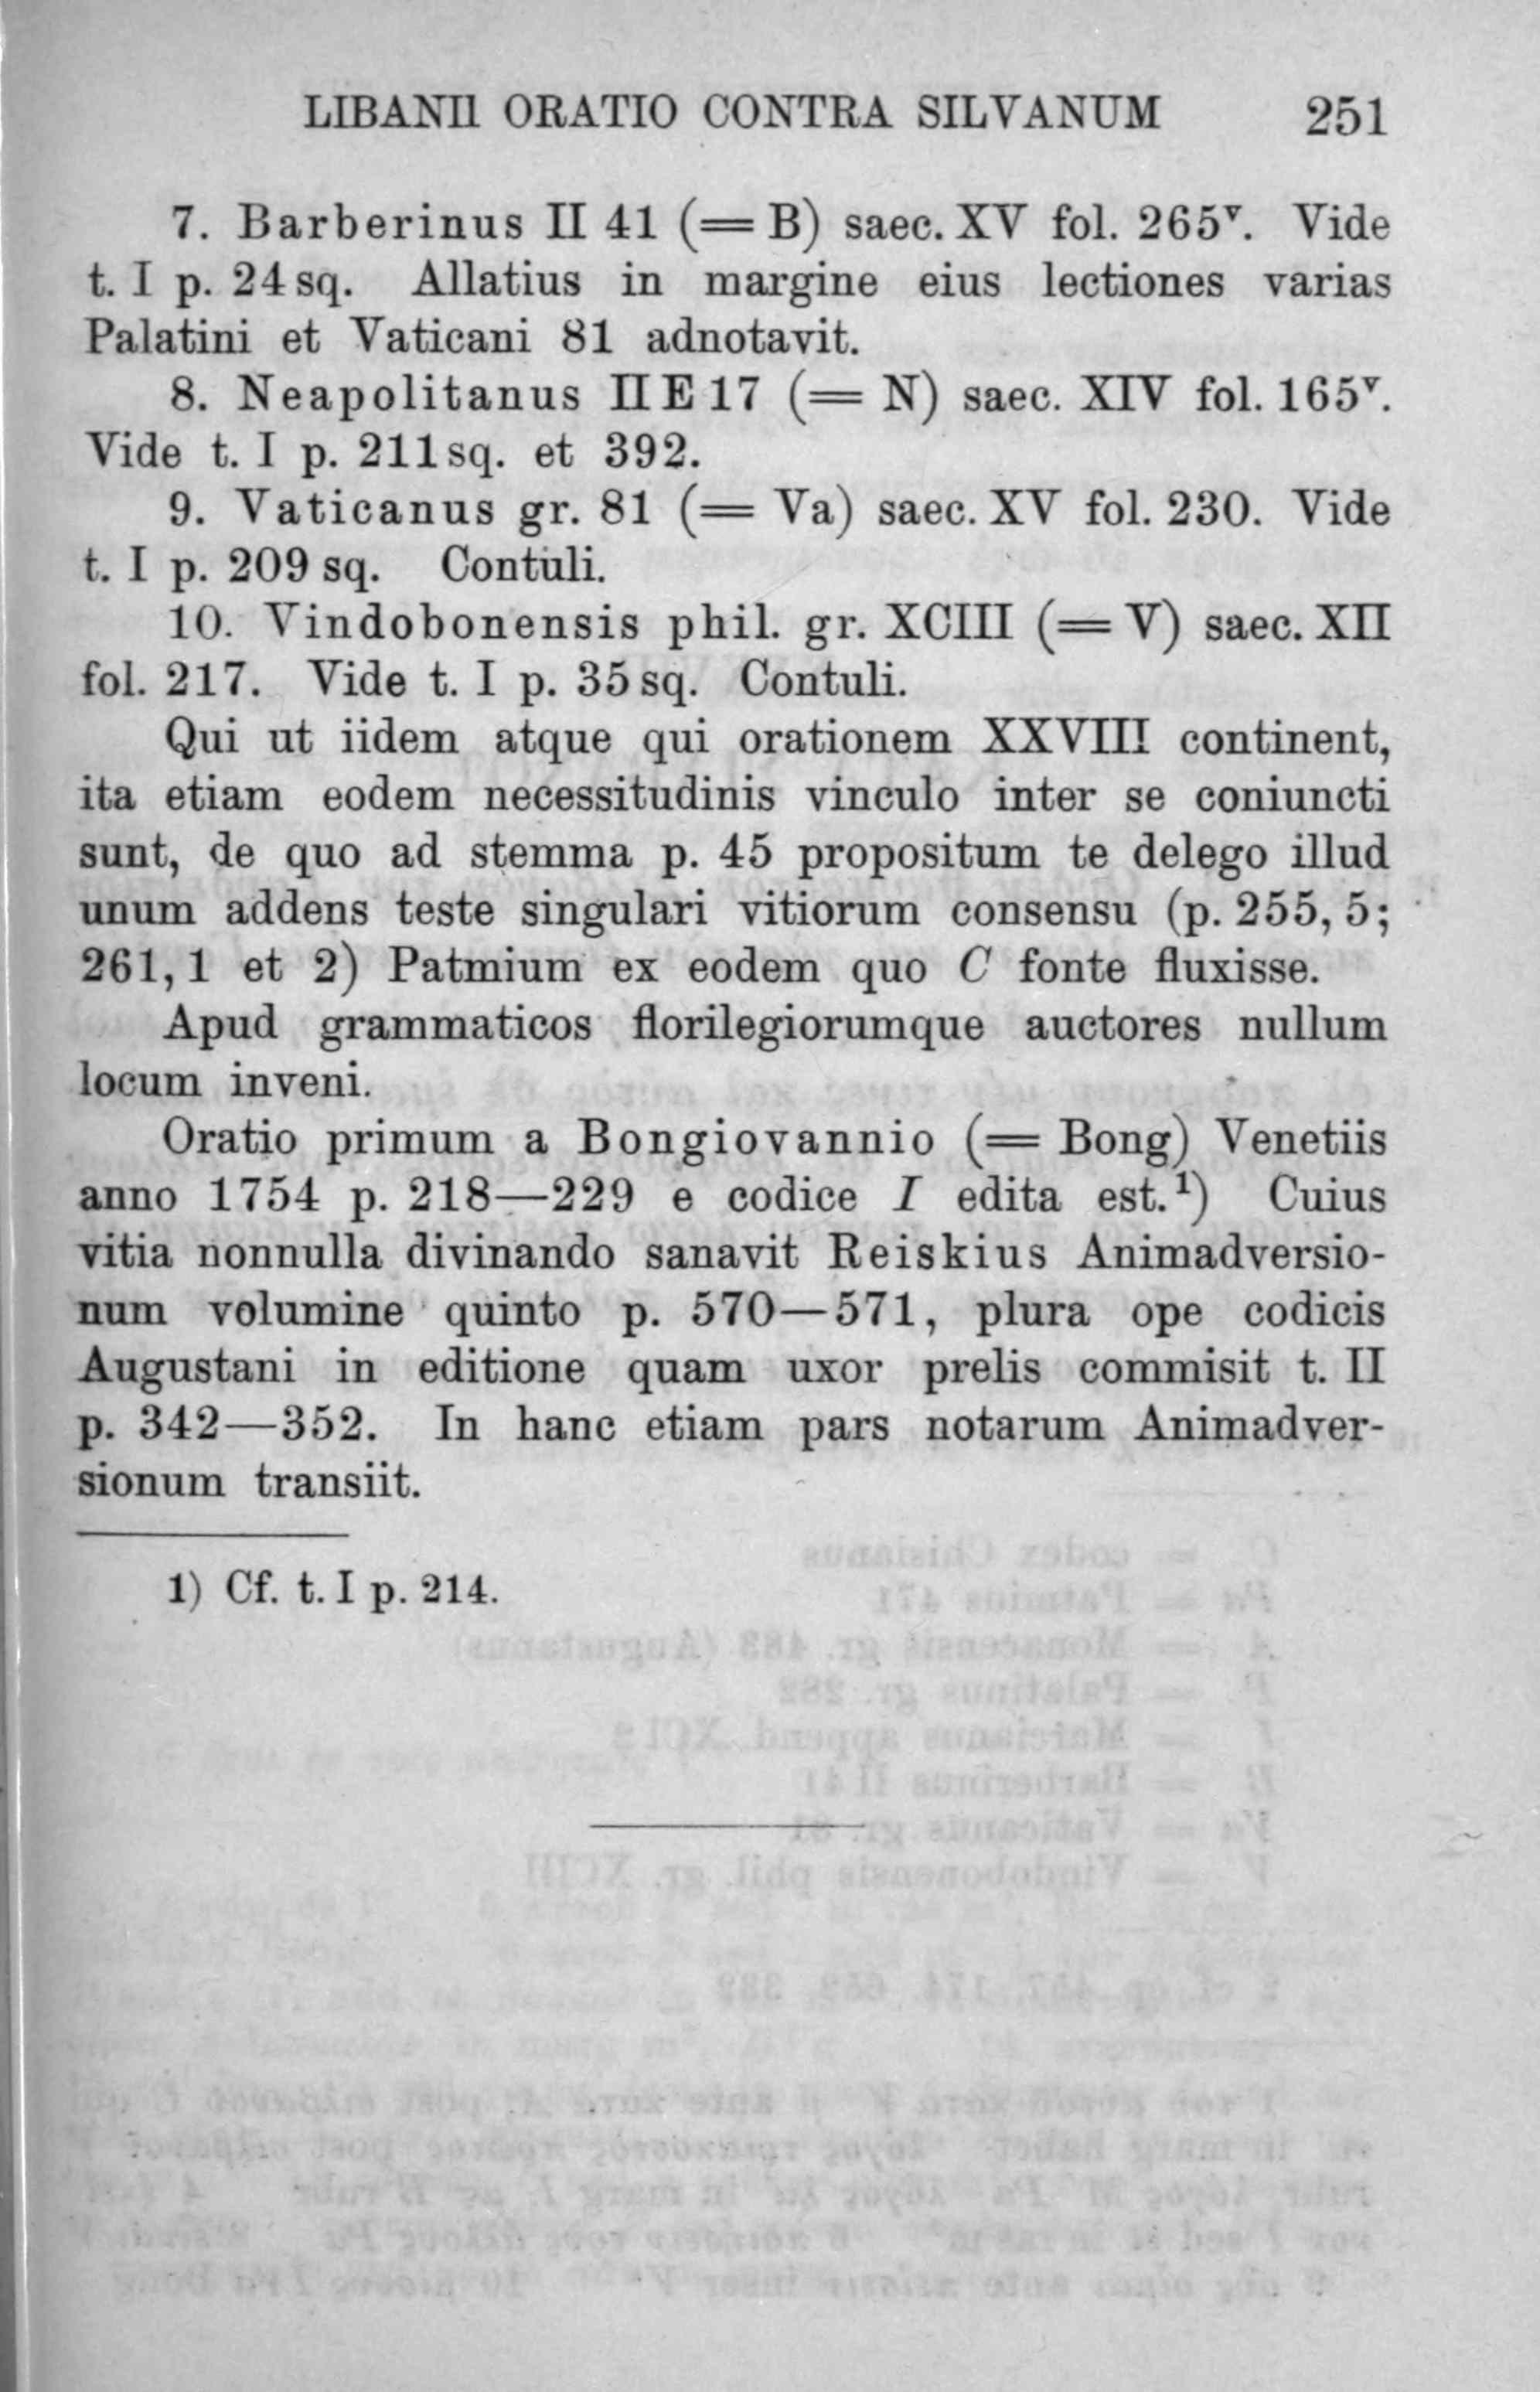 LIBANII ORATIO CONTRA SILVANUM 251
7. Barberinus II 41 (= B) saec. XV fol. 265ᵛ. Vide
t. I p. 24 sq. Allatius in margine eius lectiones varias
Palatini et Vaticani 81 adnotavit.
8. Neapolitanus II E 17 (= N) saec. XIV fol. 165ᵛ.
Vide t. I p. 211 sq. et 392.
9. Vaticanus gr. 81 (= Va) saec. XV fol. 230. Vide
t. I p. 209 sq. Contuli.
10. Vindobonensis phil. gr. XCIII (= V) saec. XII
fol. 217. Vide t. I p. 35 sq. Contuli.
Qui ut iidem atque qui orationem XXVIII continent,
ita etiam eodem necessitudinis vinculo inter se coniuncti
sunt, de quo ad stemma p. 45 propositum te delego illud
unum addens teste singulari vitiorum consensu (p. 255, 5;
261, 1 et 2) Patmium ex eodem quo C fonte fluxisse.
Apud grammaticos florilegiorumque auctores nullum
locum inveni.
Oratio primum a Bongiovannio (= Bong) Venetiis
anno 1754 p. 218—229 e codice I edita est.¹) Cuius
vitia nonnulla divinando sanavit Reiskius Animadversio-
num volumine quinto p. 570—571, plura ope codicis
Augustani in editione quam uxor prelis commisit t. II
p. 342—352. In hanc etiam pars notarum Animadver-
sionum transiit.
1) Cf. t. I p. 214.